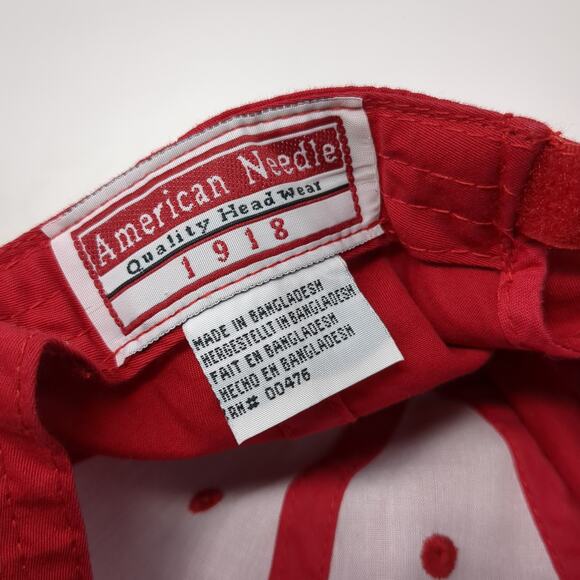 American Needle
Quality Head Wear
1918
MADE IN BANGLADESH
HERGESTELLT IN BANGLADESH
FAIT EN BANGLADESH
HECHO EN BANGLADESH
RN# 00476